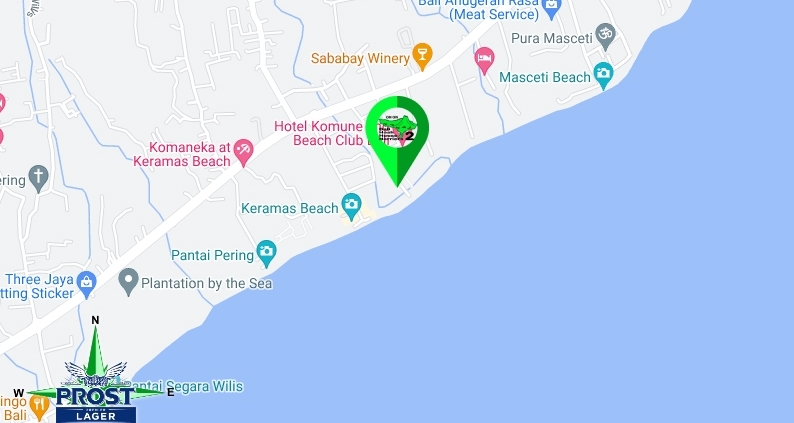 Bali Anugerah Rasa
(Meat Service)
Pura Masceti
Sababay Winery
Masceti Beach
Hotel Komune
Beach Club
2
Komaneka at
Keramas Beach
ering
Keramas Beach
Pantai Pering
Three Jaya
tting Sticker
Plantation by the Sea
N
W
E
Pantai Segara Wilis
PROST
LAGER
ingo
Bali